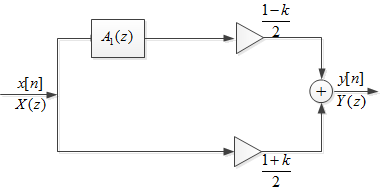 1−k
2
A₁(z)
x[n]
X(z)
y[n]
Y(z)
+
1+k
2